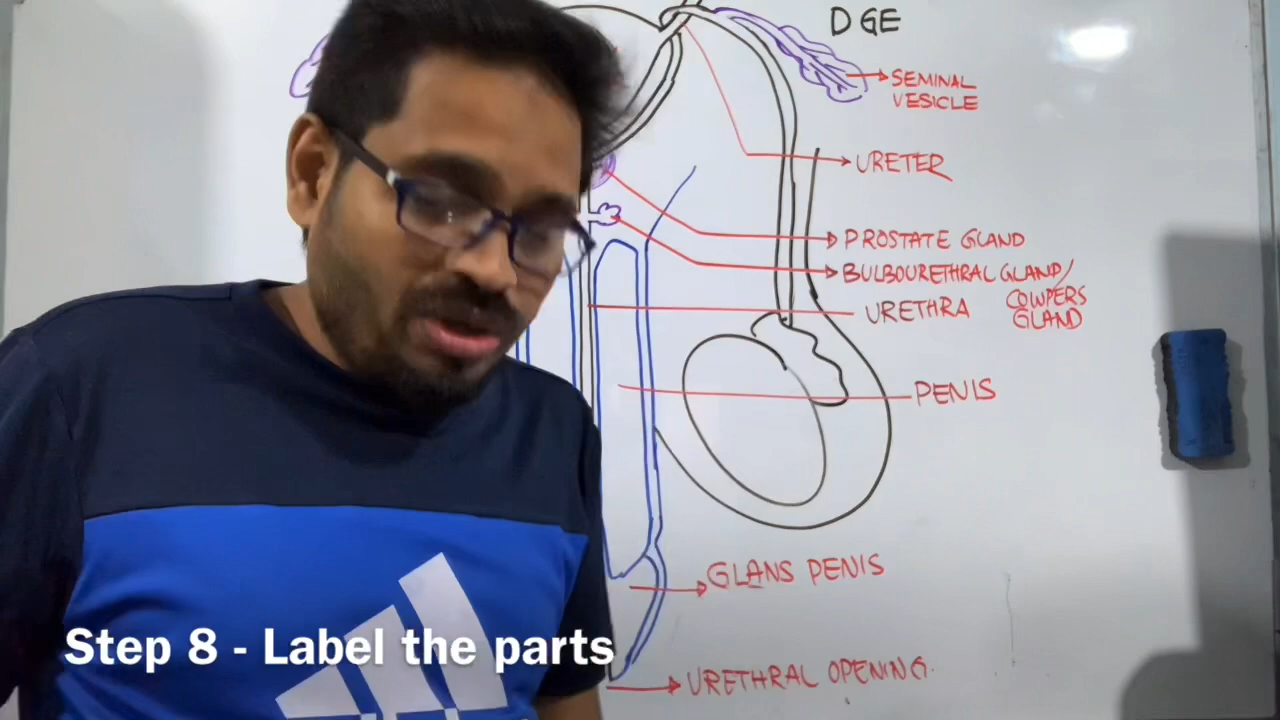 DGE
SEMINAL
VESICLE
URETER
PROSTATE GLAND
BULBOURETHRAL GLAND/
COWPERS
GLAND
URETHRA
PENIS
GLANS PENIS
URETHRAL OPENING.
Step 8 - Label the parts